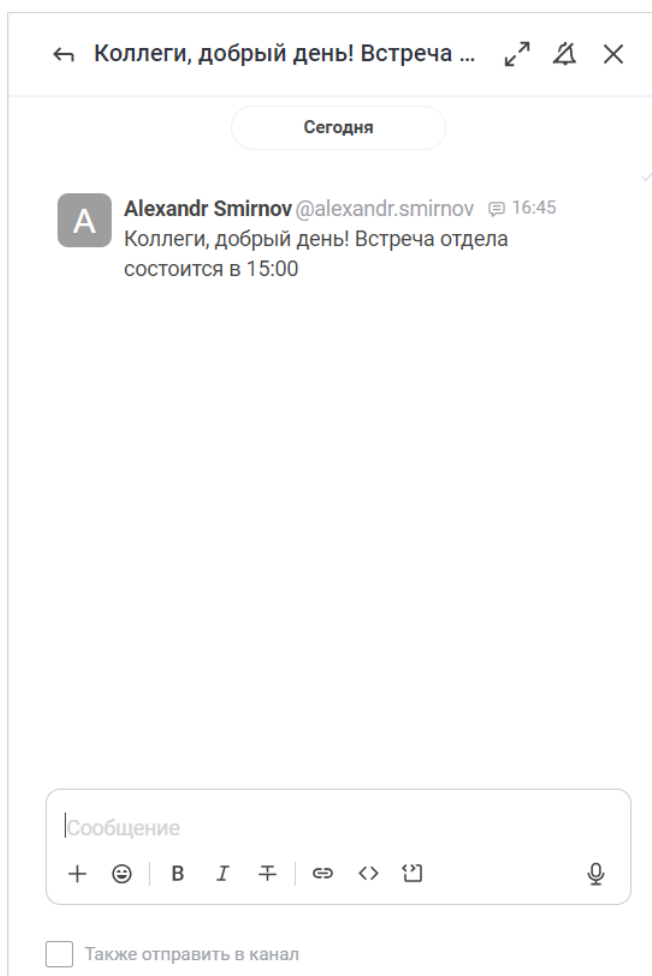 Коллеги, добрый день! Встреча ...
Сегодня
A
Alexandr Smirnov @alexandr.smirnov 16:45
Коллеги, добрый день! Встреча отдела
состоится в 15:00
Сообщение
B I T
Также отправить в канал